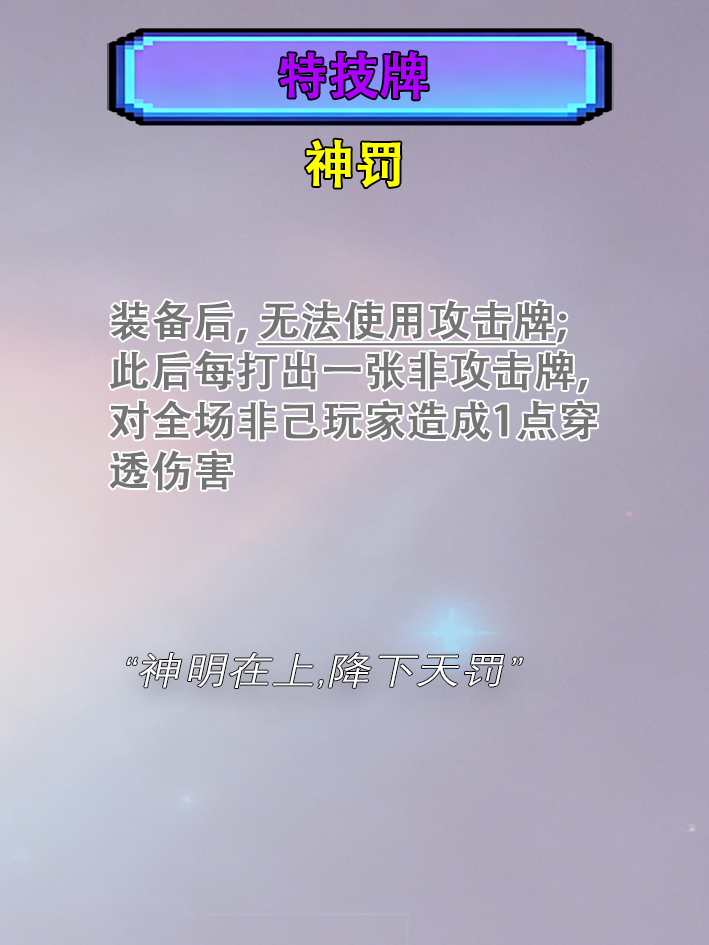 特技牌
神罚
装备后, 无法使用攻击牌;
此后每打出一张非攻击牌,
对全场非己玩家造成1点穿
透伤害
“神明在上,降下天罚”